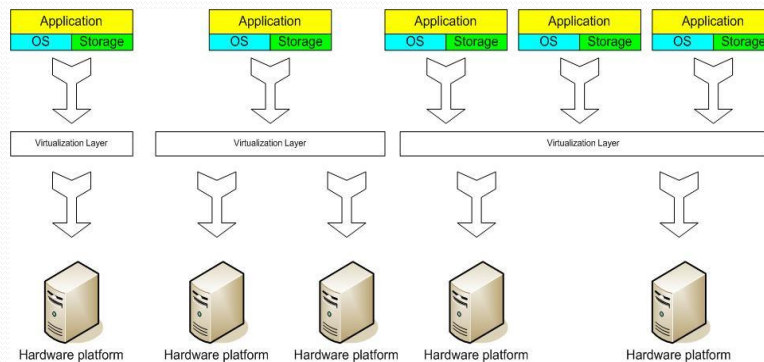 Application
OS Storage
Application
OS Storage
Application
OS Storage
Application
OS Storage
Application
OS Storage
Virtualization Layer
Virtualization Layer
Virtualization Layer
Hardware platform
Hardware platform
Hardware platform
Hardware platform
Hardware platform